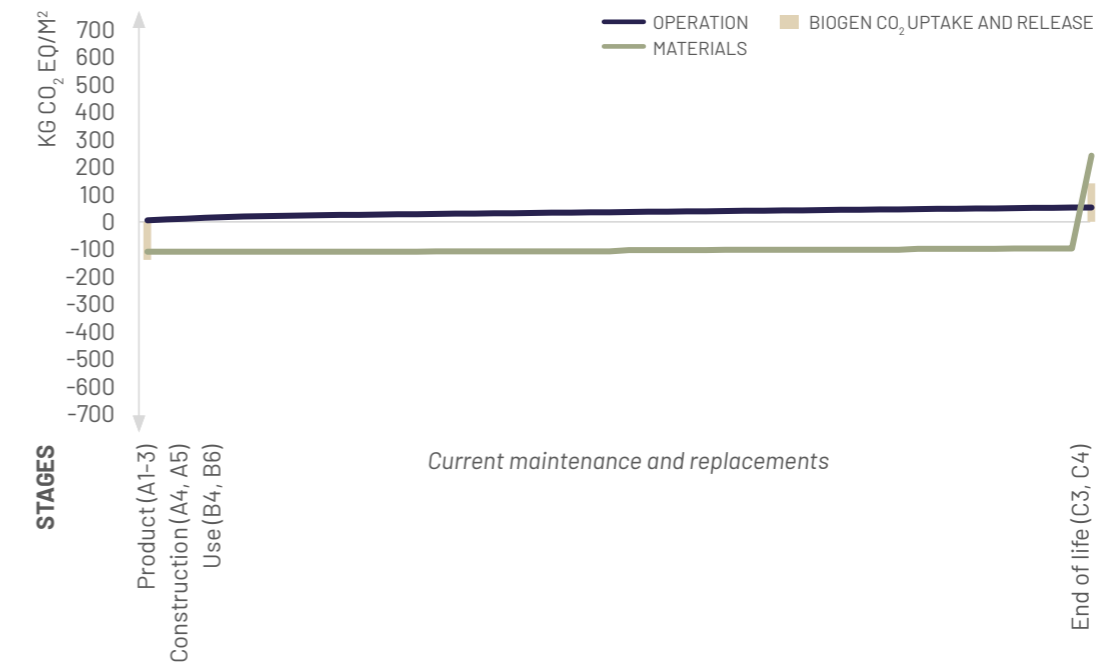 KG CO₂ EQ/M²
700
600
500
400
300
200
100
0
-100
-200
-300
-400
-500
-600
-700
OPERATION
MATERIALS
BIOGEN CO₂ UPTAKE AND RELEASE
STAGES
Product (A1-3)
Construction (A4, A5)
Use (B4, B6)
Current maintenance and replacements
End of life (C3, C4)